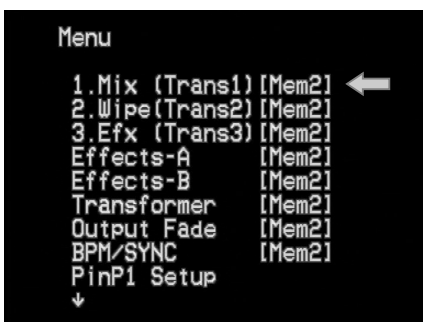 Menu
1.Mix (Trans1)[Mem2]
2.Wipe(Trans2)[Mem2]
3.Efx (Trans3)[Mem2]
Effects-A [Mem2]
Effects-B [Mem2]
Transformer [Mem2]
Output Fade [Mem2]
BPM/SYNC [Mem2]
PinP1 Setup